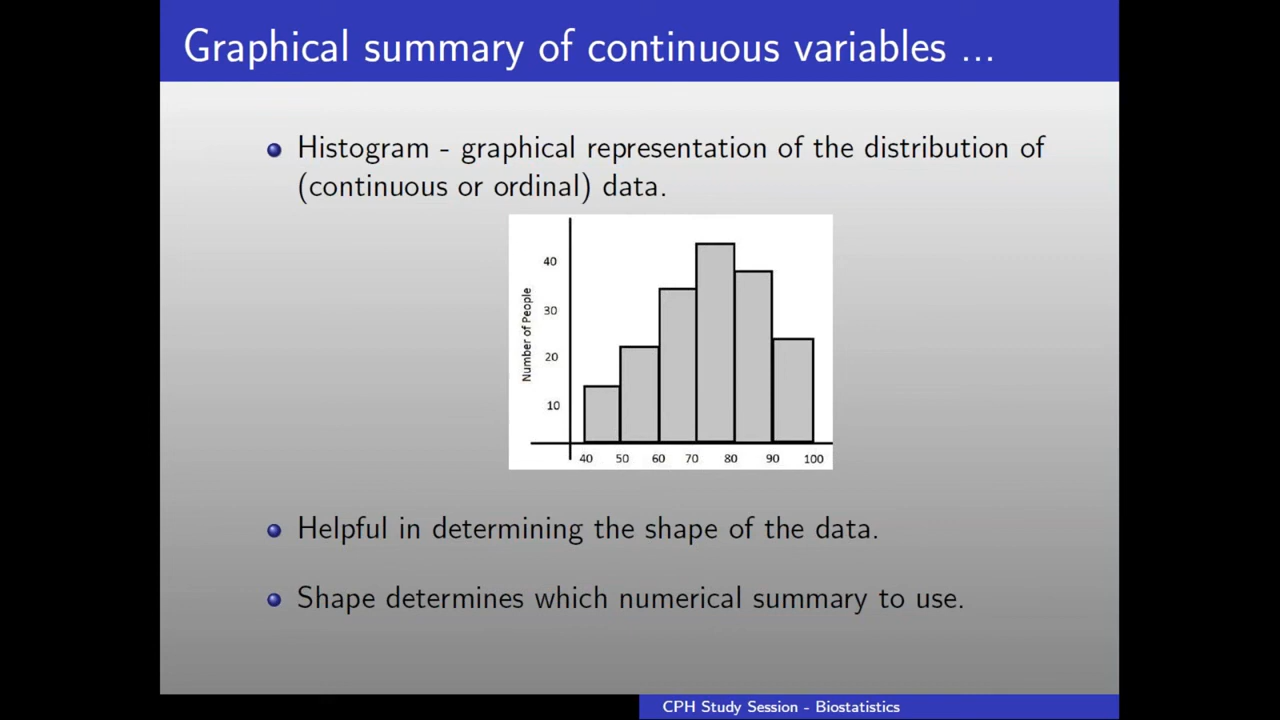 Graphical summary of continuous variables ...
Histogram - graphical representation of the distribution of
(continuous or ordinal) data.
Number of People
40
30
20
10
40 50 60 70 80 90 100
Helpful in determining the shape of the data.
Shape determines which numerical summary to use.
CPH Study Session - Biostatistics